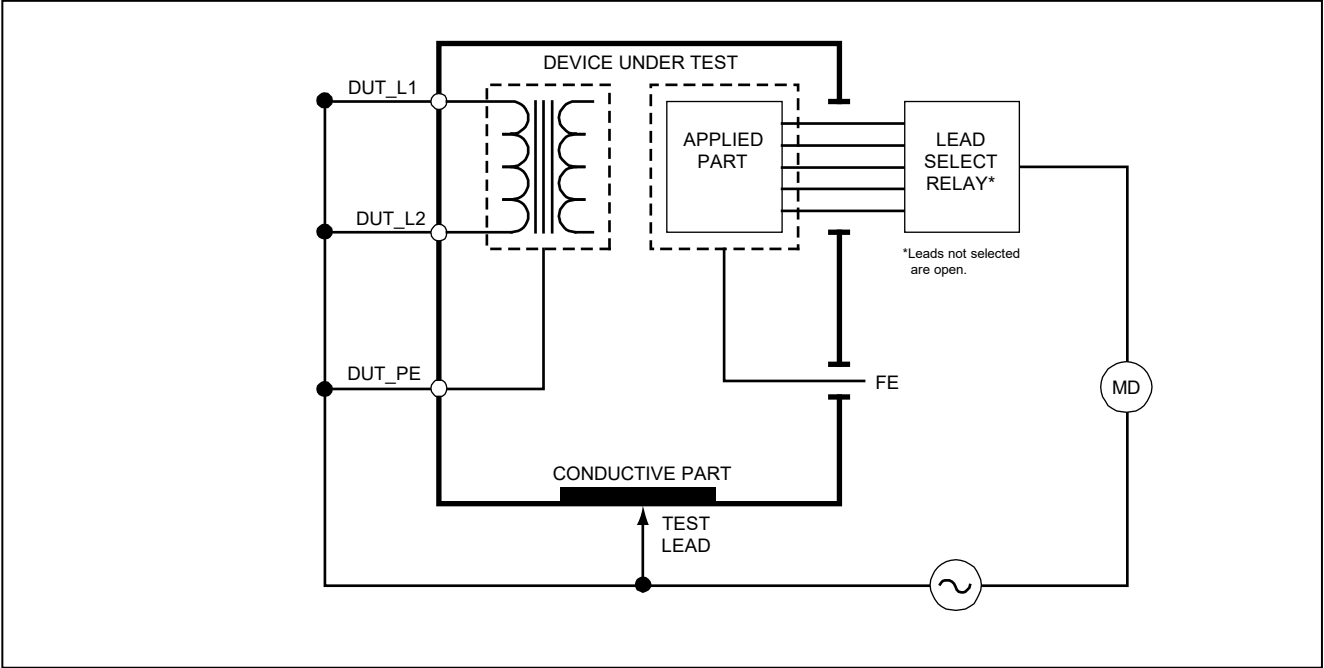 DEVICE UNDER TEST
DUT_L1
APPLIED
PART
LEAD
SELECT
RELAY*
DUT_L2
*Leads not selected
are open.
DUT_PE
FE
MD
CONDUCTIVE PART
TEST
LEAD